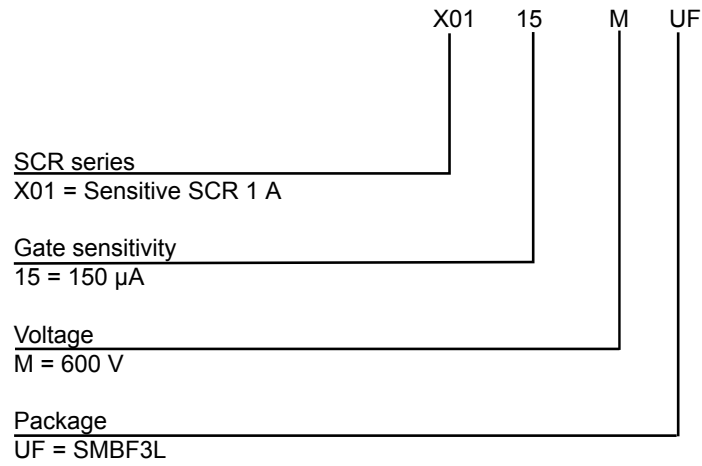 X01 15 M UF
SCR series
X01 = Sensitive SCR 1 A
Gate sensitivity
15 = 150 µA
Voltage
M = 600 V
Package
UF = SMBF3L